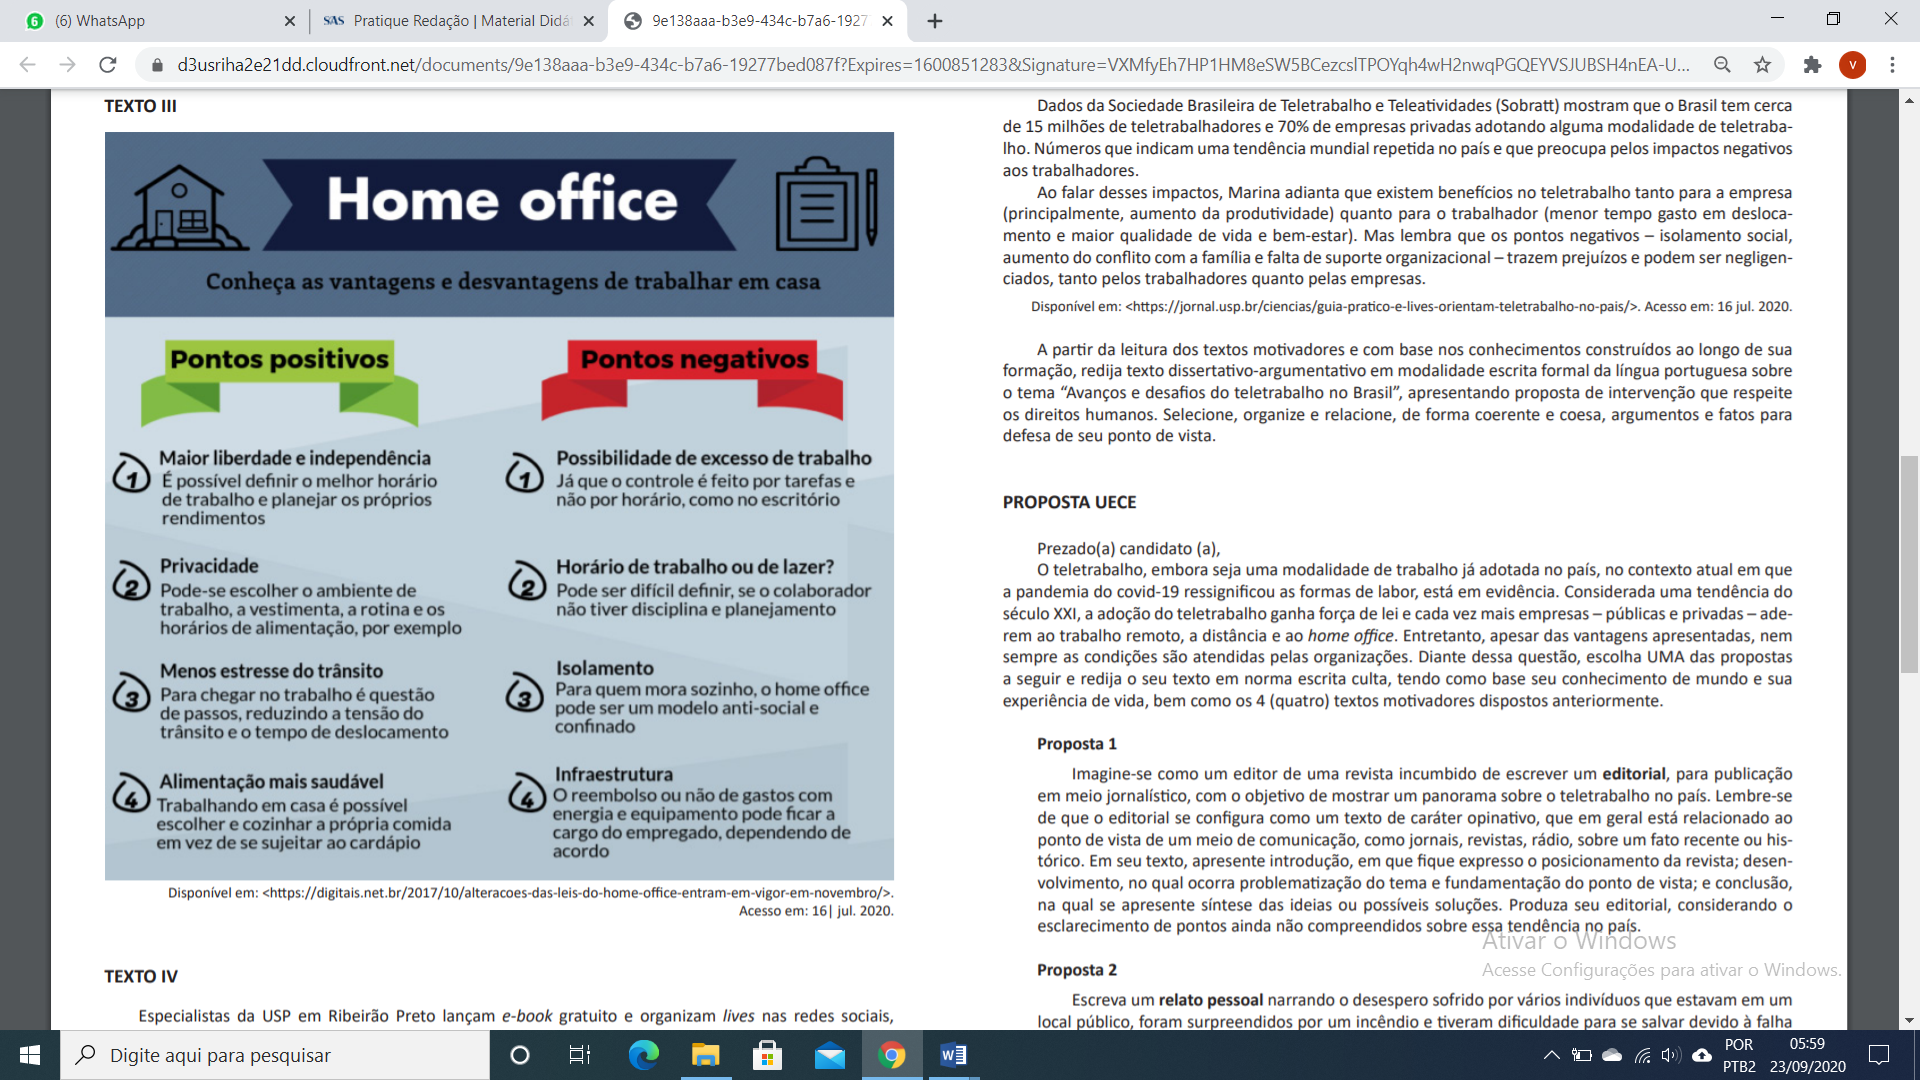 (6) WhatsApp
SAS Pratique Redação | Material Didá
9e138aaa-b3e9-434c-b7a6-1927
d3usriha2e21dd.cloudfront.net/documents/9e138aaa-b3e9-434c-b7a6-19277bed087f?Expires=1600851283&Signature=VXMfyEh7HP1HM8eSW5BCezcslTPOYqh4wH2nwqPGQEYVSJUBSH4nEA-U...
V
TEXTO III
Home office
Conheça as vantagens e desvantagens de trabalhar em casa
Pontos positivos
1 Maior liberdade e independência
É possível definir o melhor horário
de trabalho e planejar os próprios
rendimentos
2 Privacidade
Pode-se escolher o ambiente de
trabalho, a vestimenta, a rotina e os
horários de alimentação, por exemplo
3 Menos estresse do trânsito
Para chegar no trabalho é questão
de passos, reduzindo a tensão do
trânsito e o tempo de deslocamento
4 Alimentação mais saudável
Trabalhando em casa é possível
escolher e cozinhar a própria comida
em vez de se sujeitar ao cardápio
Pontos negativos
1 Possibilidade de excesso de trabalho
Já que o controle é feito por tarefas e
não por horário, como no escritório
2 Horário de trabalho ou de lazer?
Pode ser difícil definir, se o colaborador
não tiver disciplina e planejamento
3 Isolamento
Para quem mora sozinho, o home office
pode ser um modelo anti-social e
confinado
4 Infraestrutura
O reembolso ou não de gastos com
energia e equipamento pode ficar a
cargo do empregado, dependendo de
acordo
Disponível em: <https://digitais.net.br/2017/10/alteracoes-das-leis-do-home-office-entram-em-vigor-em-novembro/>.
Acesso em: 16| jul. 2020.
TEXTO IV
Especialistas da USP em Ribeirão Preto lançam e-book gratuito e organizam lives nas redes sociais,
Dados da Sociedade Brasileira de Teletrabalho e Teleatividades (Sobratt) mostram que o Brasil tem cerca
de 15 milhões de teletrabalhadores e 70% de empresas privadas adotando alguma modalidade de teletraba-
lho. Números que indicam uma tendência mundial repetida no país e que preocupa pelos impactos negativos
aos trabalhadores.
Ao falar desses impactos, Marina adianta que existem benefícios no teletrabalho tanto para a empresa
(principalmente, aumento da produtividade) quanto para o trabalhador (menor tempo gasto em desloca-
mento e maior qualidade de vida e bem-estar). Mas lembra que os pontos negativos – isolamento social,
aumento do conflito com a família e falta de suporte organizacional – trazem prejuízos e podem ser negligen-
ciados, tanto pelos trabalhadores quanto pelas empresas.
Disponível em: <https://jornal.usp.br/ciencias/guia-pratico-e-lives-orientam-teletrabalho-no-pais/>. Acesso em: 16 jul. 2020.
A partir da leitura dos textos motivadores e com base nos conhecimentos construídos ao longo de sua
formação, redija texto dissertativo-argumentativo em modalidade escrita formal da língua portuguesa sobre
o tema “Avanços e desafios do teletrabalho no Brasil”, apresentando proposta de intervenção que respeite
os direitos humanos. Selecione, organize e relacione, de forma coerente e coesa, argumentos e fatos para
defesa de seu ponto de vista.
PROPOSTA UECE
Prezado(a) candidato (a),
O teletrabalho, embora seja uma modalidade de trabalho já adotada no país, no contexto atual em que
a pandemia do covid-19 ressignificou as formas de labor, está em evidência. Considerada uma tendência do
século XXI, a adoção do teletrabalho ganha força de lei e cada vez mais empresas – públicas e privadas – ade-
rem ao trabalho remoto, a distância e ao home office. Entretanto, apesar das vantagens apresentadas, nem
sempre as condições são atendidas pelas organizações. Diante dessa questão, escolha UMA das propostas
a seguir e redija o seu texto em norma escrita culta, tendo como base seu conhecimento de mundo e sua
experiência de vida, bem como os 4 (quatro) textos motivadores dispostos anteriormente.
Proposta 1
Imagine-se como um editor de uma revista incumbido de escrever um editorial, para publicação
em meio jornalístico, com o objetivo de mostrar um panorama sobre o teletrabalho no país. Lembre-se
de que o editorial se configura como um texto de caráter opinativo, que em geral está relacionado ao
ponto de vista de um meio de comunicação, como jornais, revistas, rádio, sobre um fato recente ou his-
tórico. Em seu texto, apresente introdução, em que fique expresso o posicionamento da revista; desen-
volvimento, no qual ocorra problematização do tema e fundamentação do ponto de vista; e conclusão,
na qual se apresente síntese das ideias ou possíveis soluções. Produza seu editorial, considerando o
esclarecimento de pontos ainda não compreendidos sobre essa tendência no país.
Proposta 2
Escreva um relato pessoal narrando o desespero sofrido por vários indivíduos que estavam em um
local público, foram surpreendidos por um incêndio e tiveram dificuldade para se salvar devido à falha
Ativar o Windows
Acesse Configurações para ativar o Windows.
Digite aqui para pesquisar
POR
PTB2
05:59
23/09/2020